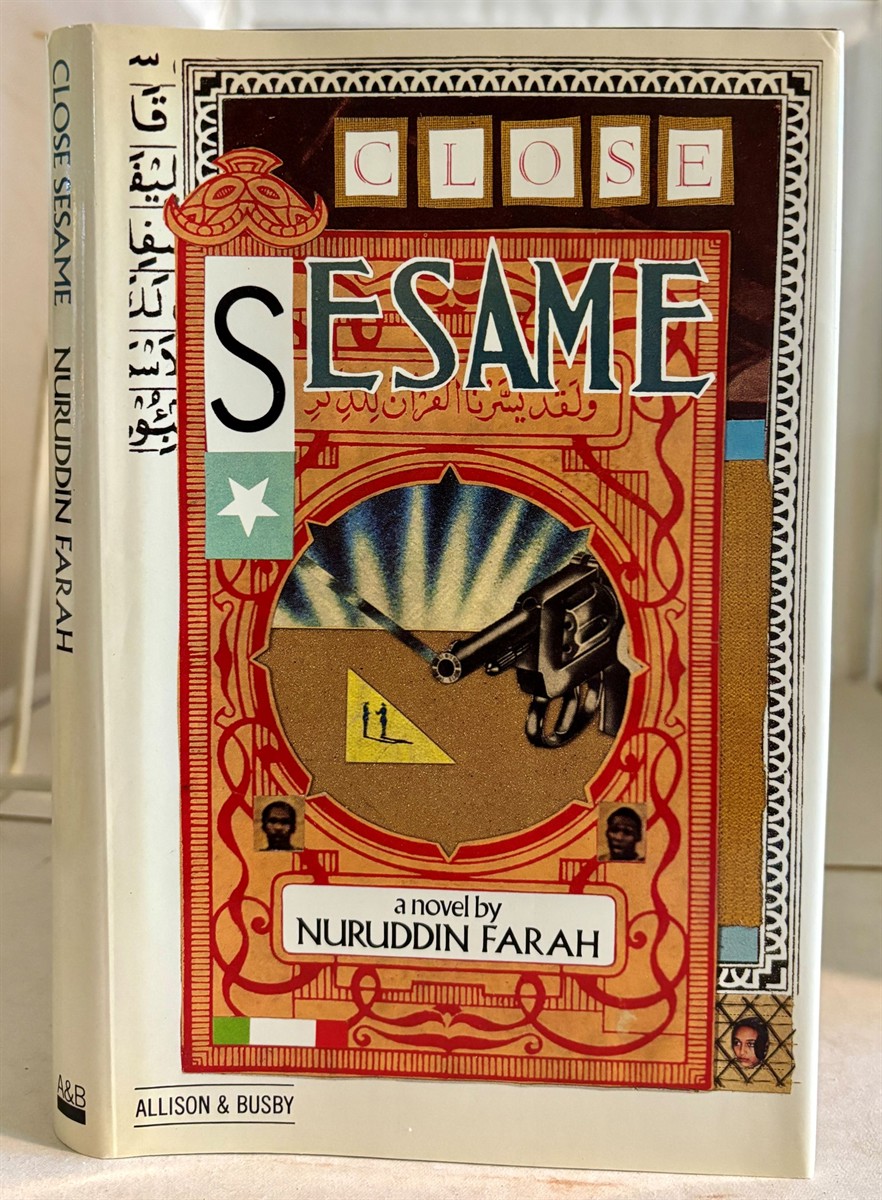 CLOSE SESAME NURUDDIN FARAH
A&B
CLOSE
SESAME
ولقد يسرنا القرآن للذكر
a novel by
NURUDDIN FARAH
ALLISON & BUSBY